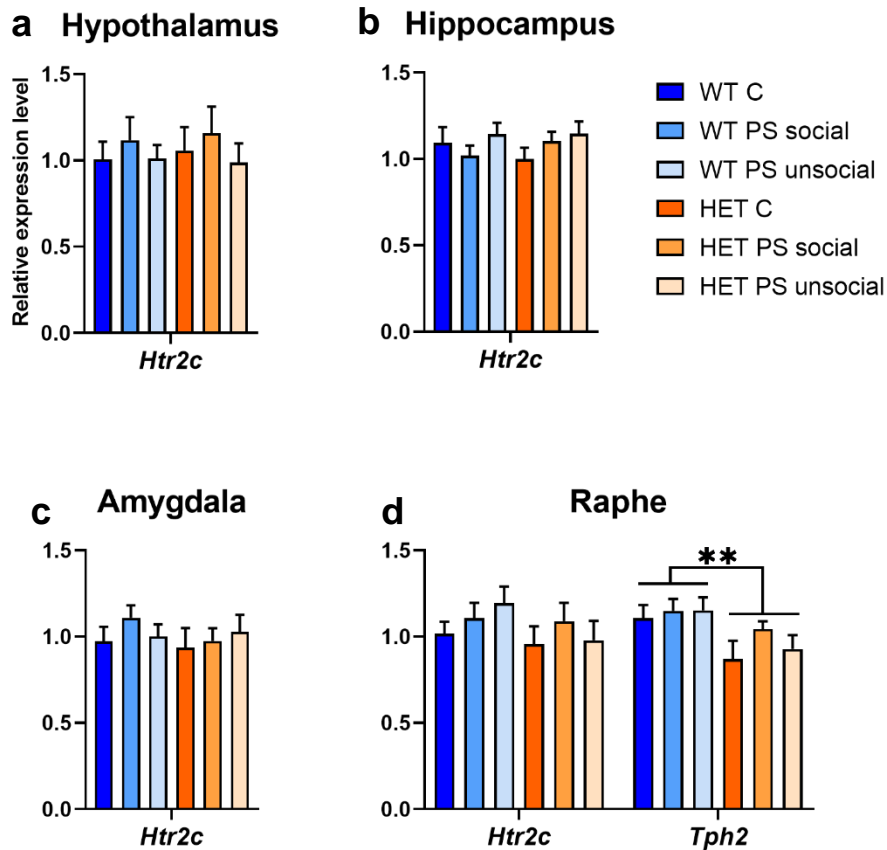 a Hypothalamus
Relative expression level
1.5
1.0
0.5
0.0
Htr2c
b Hippocampus
1.5
1.0
0.5
0.0
Htr2c
WT C
WT PS social
WT PS unsocial
HET C
HET PS social
HET PS unsocial
c Amygdala
1.5
1.0
0.5
0.0
Htr2c
d Raphe
1.5
1.0
0.5
0.0
**
Htr2c Tph2